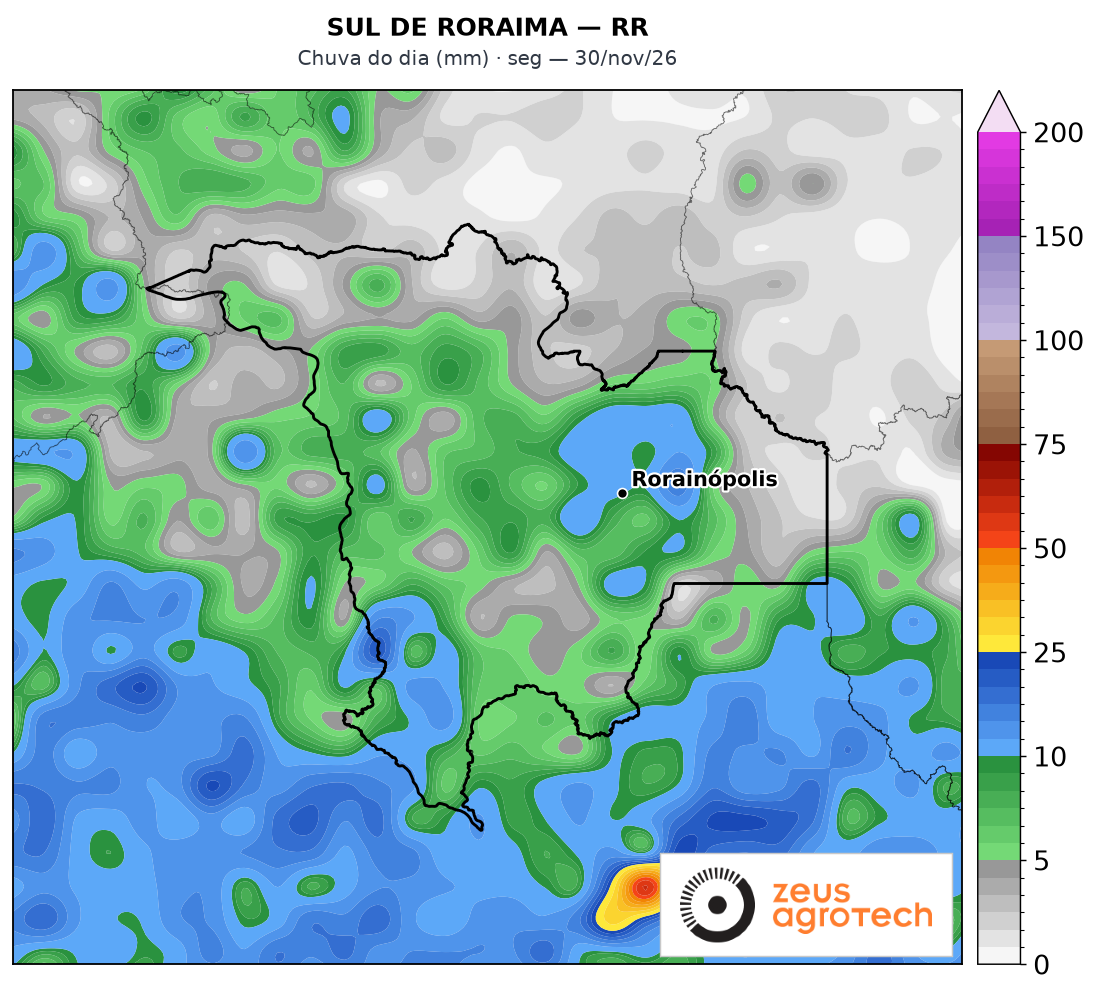 SUL DE RORAIMA — RR
Chuva do dia (mm) · seg — 30/nov/26
200
150
100
75
50
25
10
5
0
Rorainópolis
zeus
agrotech